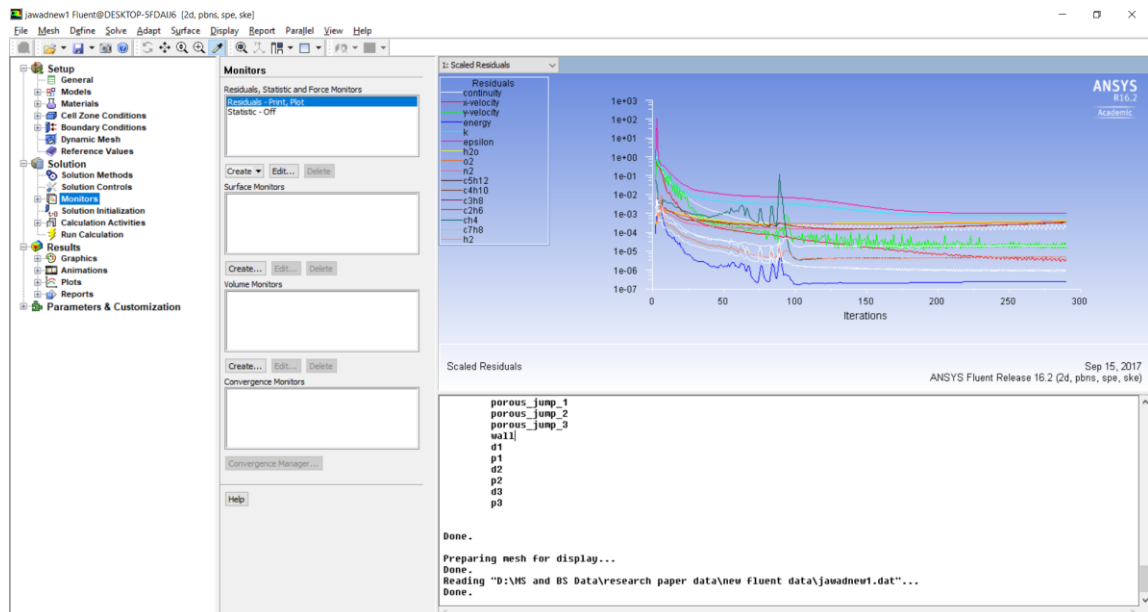 jawadnew1 Fluent@DESKTOP-5FDAIJ6 [2d, pbns, spe, ske]
File Mesh Define Solve Adapt Surface Display Report Parallel View Help
Setup
General
Models
Materials
Cell Zone Conditions
Boundary Conditions
Dynamic Mesh
Reference Values
Solution
Solution Methods
Solution Controls
Monitors
Solution Initialization
Calculation Activities
Run Calculation
Results
Graphics
Animations
Plots
Reports
Parameters & Customization
Monitors
Residuals, Statistic and Force Monitors
Residuals - Print, Plot
Statistic - Off
Create Edit... Delete
Surface Monitors
Create... Edit... Delete
Volume Monitors
Create... Edit... Delete
Convergence Monitors
Convergence Manager...
Help
1: Scaled Residuals
Residuals
continuity
x-velocity
y-velocity
energy
k
epsilon
h2o
o2
n2
c5h12
c4h10
c3h8
c2h6
ch4
c7h8
h2
1e+03
1e+02
1e+01
1e+00
1e-01
1e-02
1e-03
1e-04
1e-05
1e-06
1e-07
0 50 100 150 200 250 300
Iterations
ANSYS
R16.2
Academic
Scaled Residuals
Sep 15, 2017
ANSYS Fluent Release 16.2 (2d, pbns, spe, ske)
porous_jump_1
porous_jump_2
porous_jump_3
wall
d1
p1
d2
p2
d3
p3
Done.
Preparing mesh for display...
Done.
Reading "D:\MS and BS Data\research paper data\new fluent data\jawadnew1.dat"...
Done.